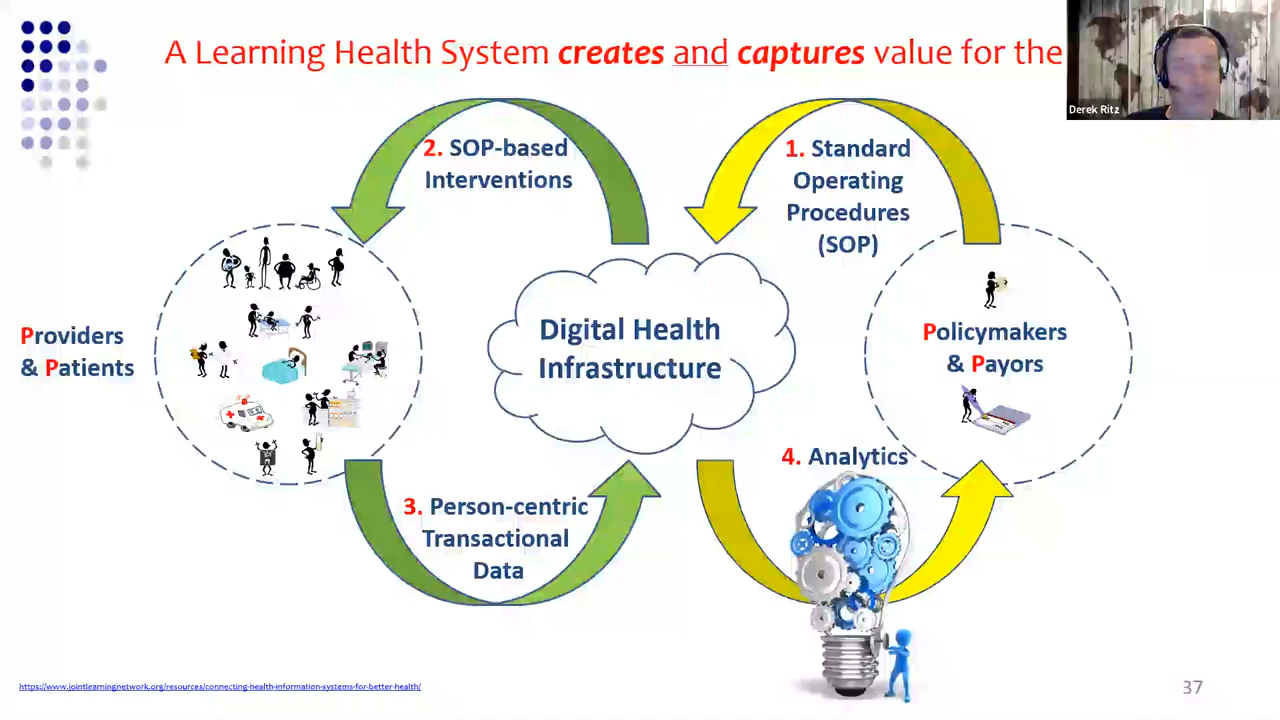 A Learning Health System creates and captures value for the
Derek Ritz
2. SOP-based
Interventions
1. Standard
Operating
Procedures
(SOP)
Providers
& Patients
Digital Health
Infrastructure
Policymakers
& Payors
3. Person-centric
Transactional
Data
4. Analytics
https://www.jointlearningnetwork.org/resources/connecting-health-information-systems-for-better-health/
37